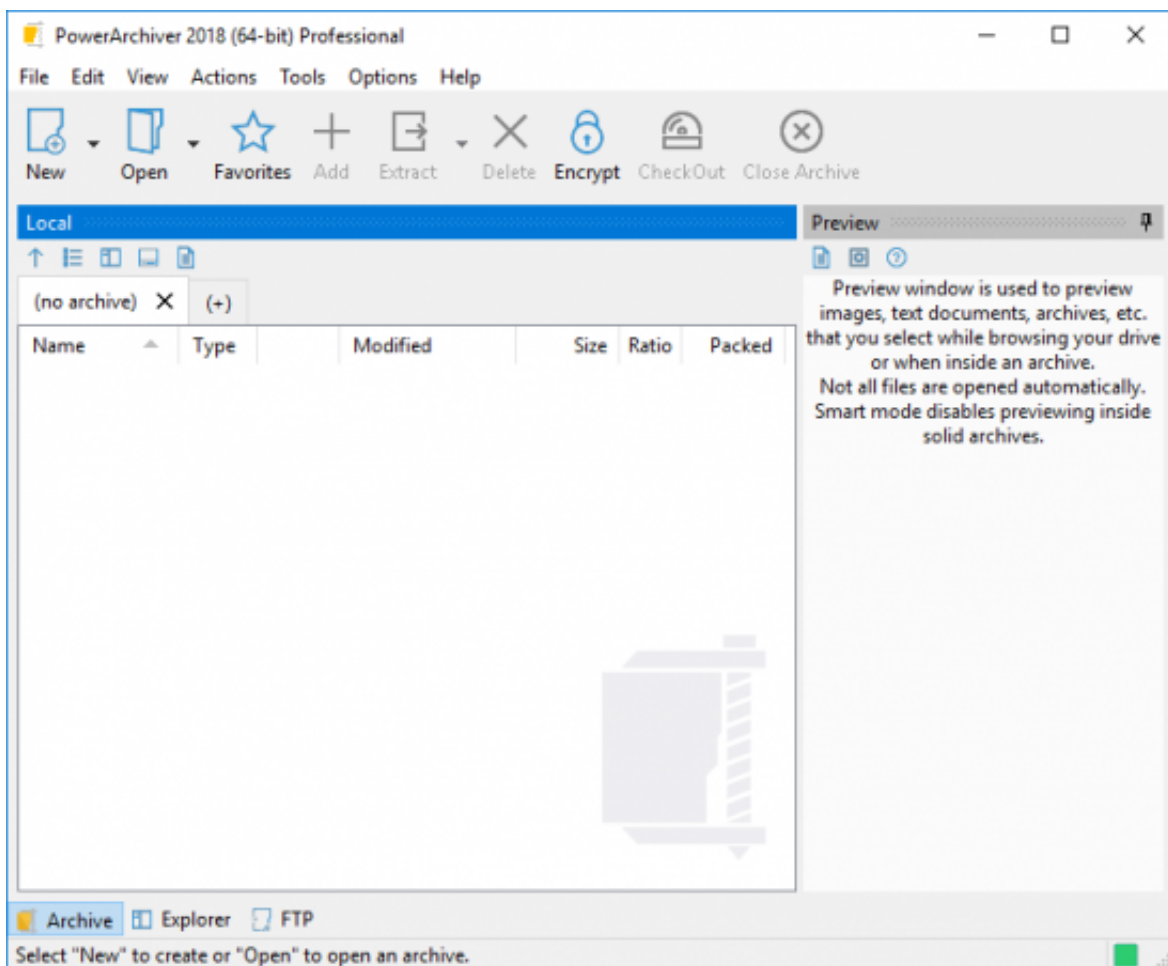 PowerArchiver 2018 (64-bit) Professional
File Edit View Actions Tools Options Help
New Open Favorites Add Extract Delete Encrypt CheckOut Close Archive
Local
Preview
(no archive) (+)
Name Type Modified Size Ratio Packed
Preview window is used to preview
images, text documents, archives, etc.
that you select while browsing your drive
or when inside an archive.
Not all files are opened automatically.
Smart mode disables previewing inside
solid archives.
Archive Explorer FTP
Select "New" to create or "Open" to open an archive.